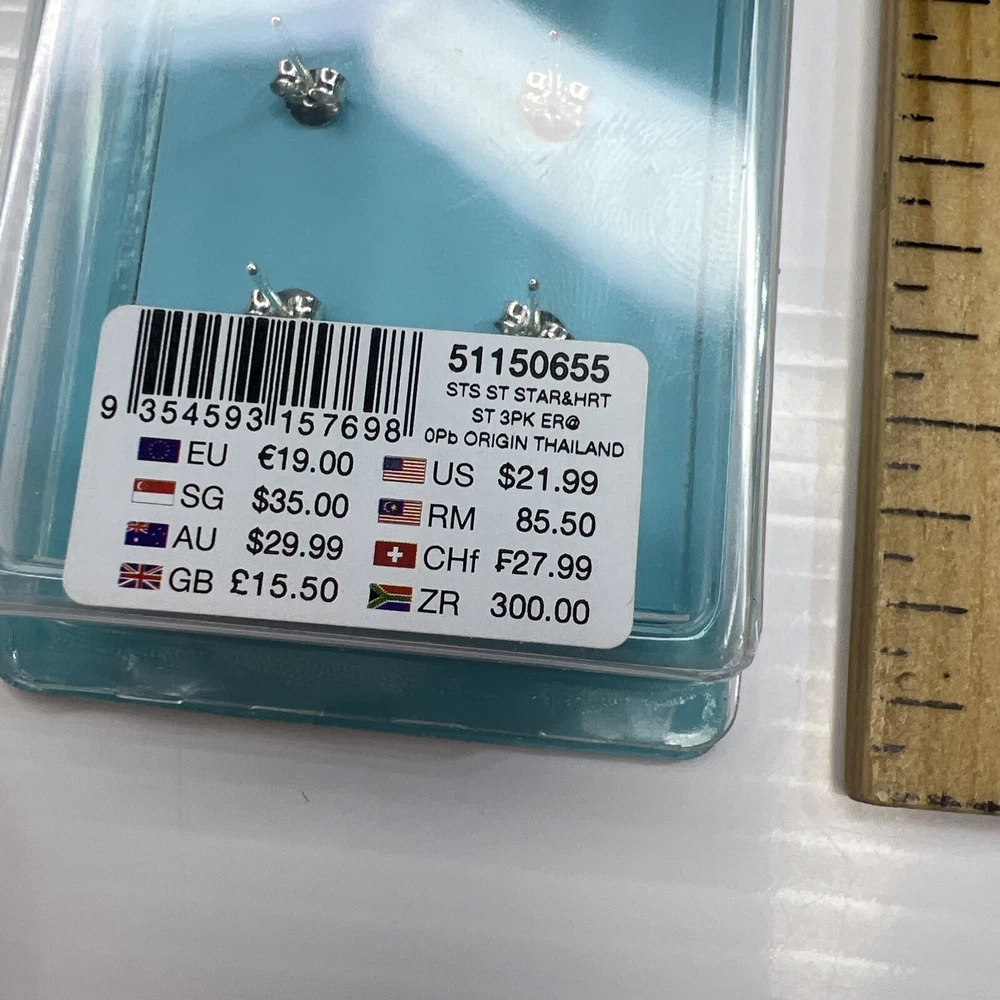 51150655
STS ST STAR&HRT
ST 3PK ER@
0Pb ORIGIN THAILAND
9 354593 157698
EU €19.00
US $21.99
SG $35.00
RM 85.50
AU $29.99
CHf ₣27.99
GB £15.50
ZR 300.00